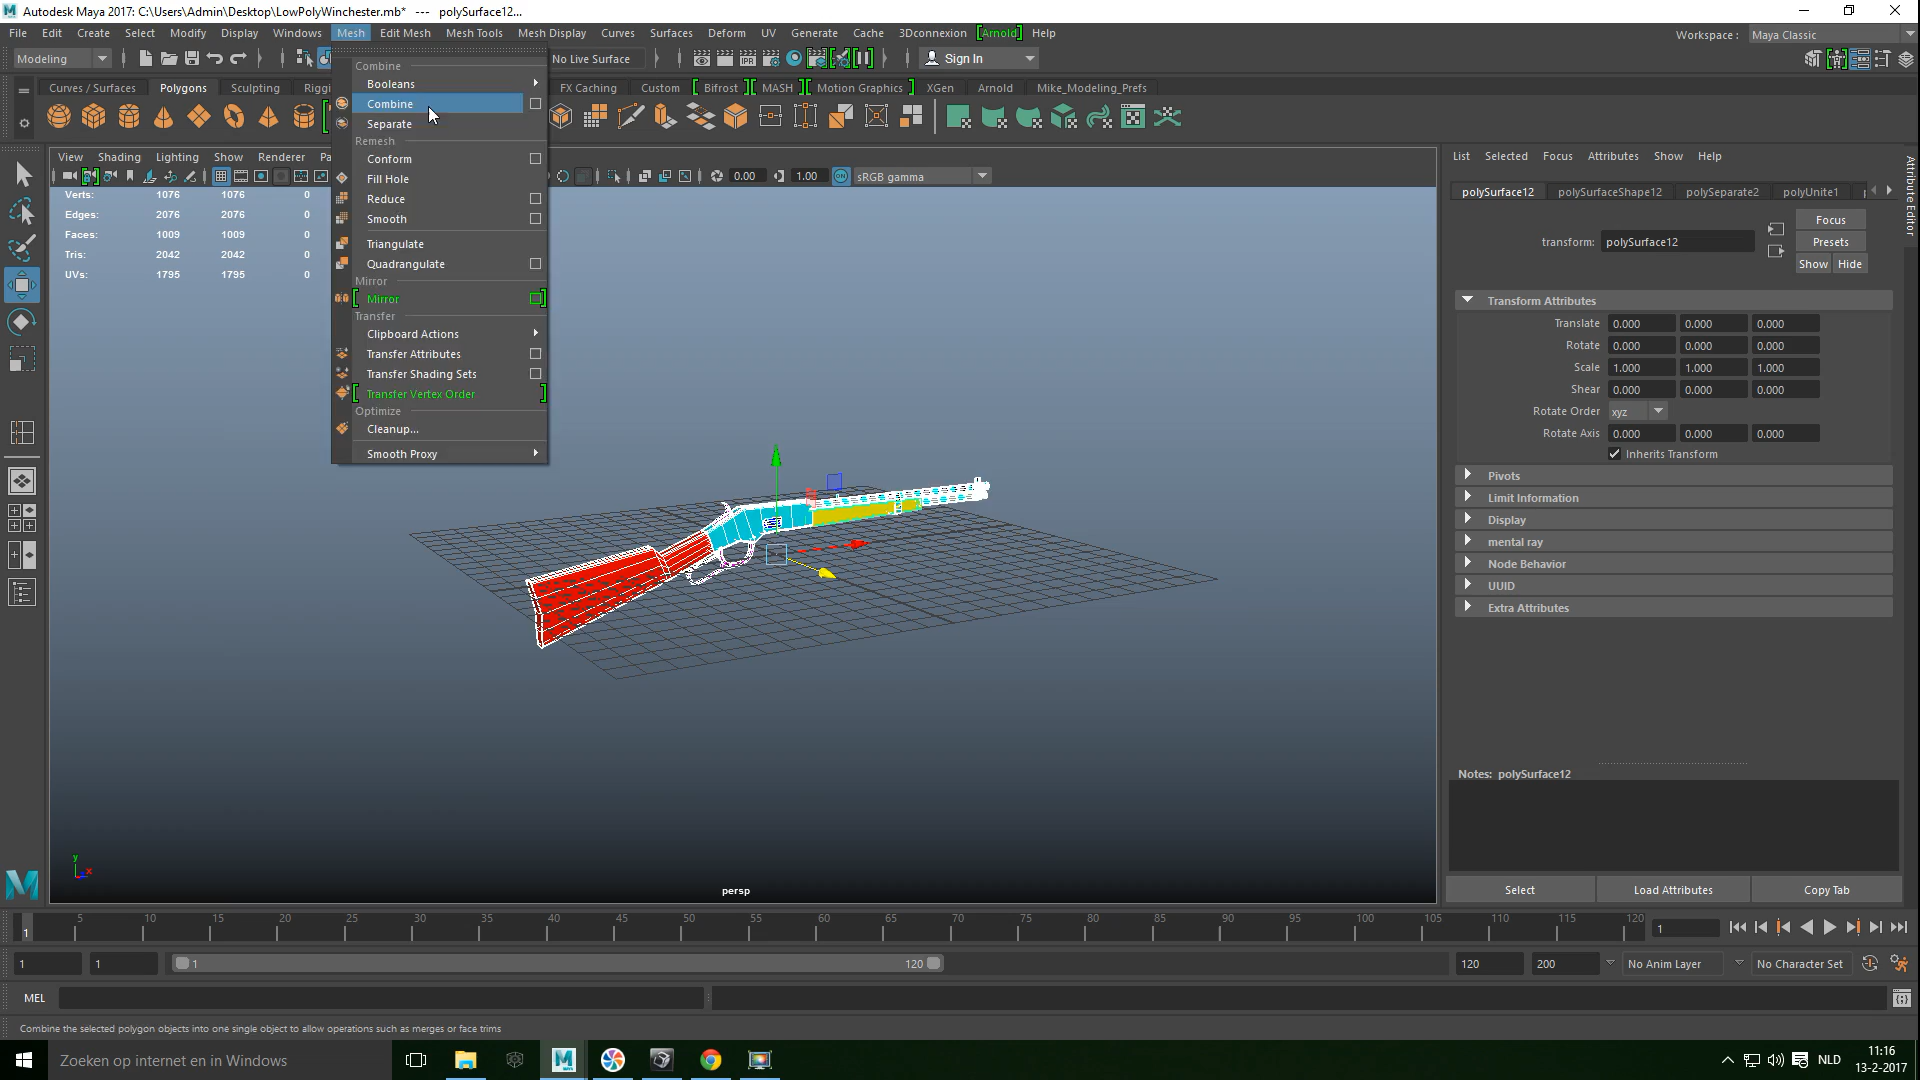 Autodesk Maya 2017: C:\Users\Admin\Desktop\LowPolyWinchester.mb* --- polySurface12...
File Edit Create Select Modify Display Windows Mesh Edit Mesh Mesh Tools Mesh Display Curves Surfaces Deform UV Generate Cache 3Dconnexion [Arnold] Help Workspace : Maya Classic
Modeling No Live Surface IPR Sign In
Curves / Surfaces Polygons Sculpting Riggi FX Caching Custom [ Bifrost ] [ MASH ] [ Motion Graphics ] XGen Arnold Mike_Modeling_Prefs
Combine
Booleans
Combine
Separate
Remesh
Conform
Fill Hole
Reduce
Smooth
Triangulate
Quadrangulate
Mirror
[ Mirror ]
Transfer
Clipboard Actions
Transfer Attributes
Transfer Shading Sets
[ Transfer Vertex Order ]
Optimize
Cleanup...
Smooth Proxy
View Shading Lighting Show Renderer Pa
0.00 1.00 ON sRGB gamma
Verts: 1076 1076 0
Edges: 2076 2076 0
Faces: 1009 1009 0
Tris: 2042 2042 0
UVs: 1795 1795 0
y
x
persp
List Selected Focus Attributes Show Help
polySurface12 polySurfaceShape12 polySeparate2 polyUnite1
Attribute Editor
Focus
transform: polySurface12 Presets
Show Hide
Transform Attributes
Translate 0.000 0.000 0.000
Rotate 0.000 0.000 0.000
Scale 1.000 1.000 1.000
Shear 0.000 0.000 0.000
Rotate Order xyz
Rotate Axis 0.000 0.000 0.000
Inherits Transform
Pivots
Limit Information
Display
mental ray
Node Behavior
UUID
Extra Attributes
Notes: polySurface12
Select Load Attributes Copy Tab
1 5 10 15 20 25 30 35 40 45 50 55 60 65 70 75 80 85 90 95 100 105 110 115 120 1
1 1 1 120 120 200 No Anim Layer No Character Set
MEL
Combine the selected polygon objects into one single object to allow operations such as merges or face trims
Zoeken op internet en in Windows NLD 11:16
13-2-2017